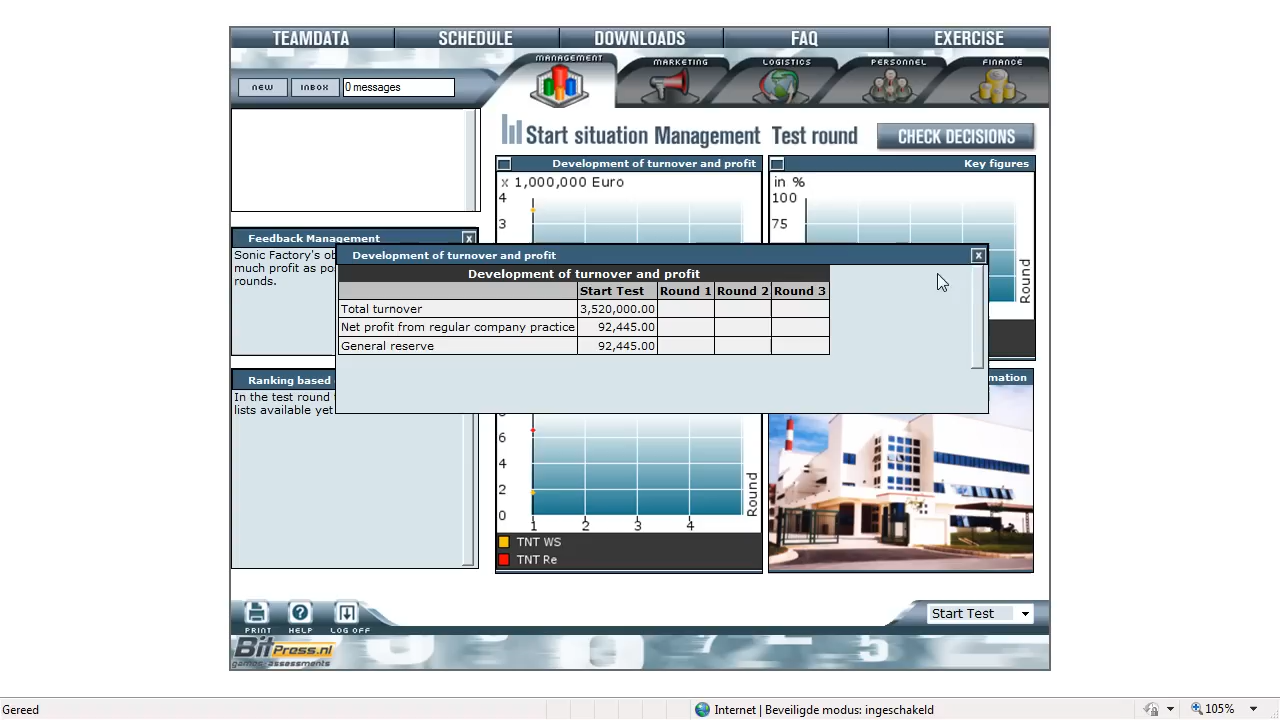 TEAMDATA
SCHEDULE
DOWNLOADS
FAQ
EXERCISE
NEW
INBOX
0 messages
MANAGEMENT
MARKETING
LOGISTICS
PERSONNEL
FINANCE
Start situation Management Test round
CHECK DECISIONS
Development of turnover and profit
x 1,000,000 Euro
4
3
Key figures
in %
100
75
Round
Feedback Management
x
Sonic Factory's ob
much profit as po
rounds.
Development of turnover and profit
x
Development of turnover and profit
Start Test Round 1 Round 2 Round 3
Total turnover 3,520,000.00
Net profit from regular company practice 92,445.00
General reserve 92,445.00
Ranking based
In the test round
lists available yet
mation
6
4
2
0
1 2 3 4
Round
TNT WS
TNT Re
PRINT
HELP
LOG OFF
Start Test
BitPress.nl
games & assessments
Gereed
Internet | Beveiligde modus: ingeschakeld
105%